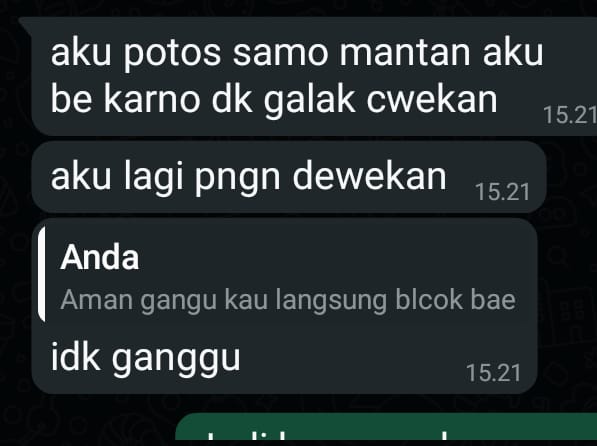 aku potos samo mantan aku
be karno dk galak cwekan
15.21
aku lagi pngn dewekan
15.21
Anda
Aman gangu kau langsung blcok bae
idk ganggu
15.21